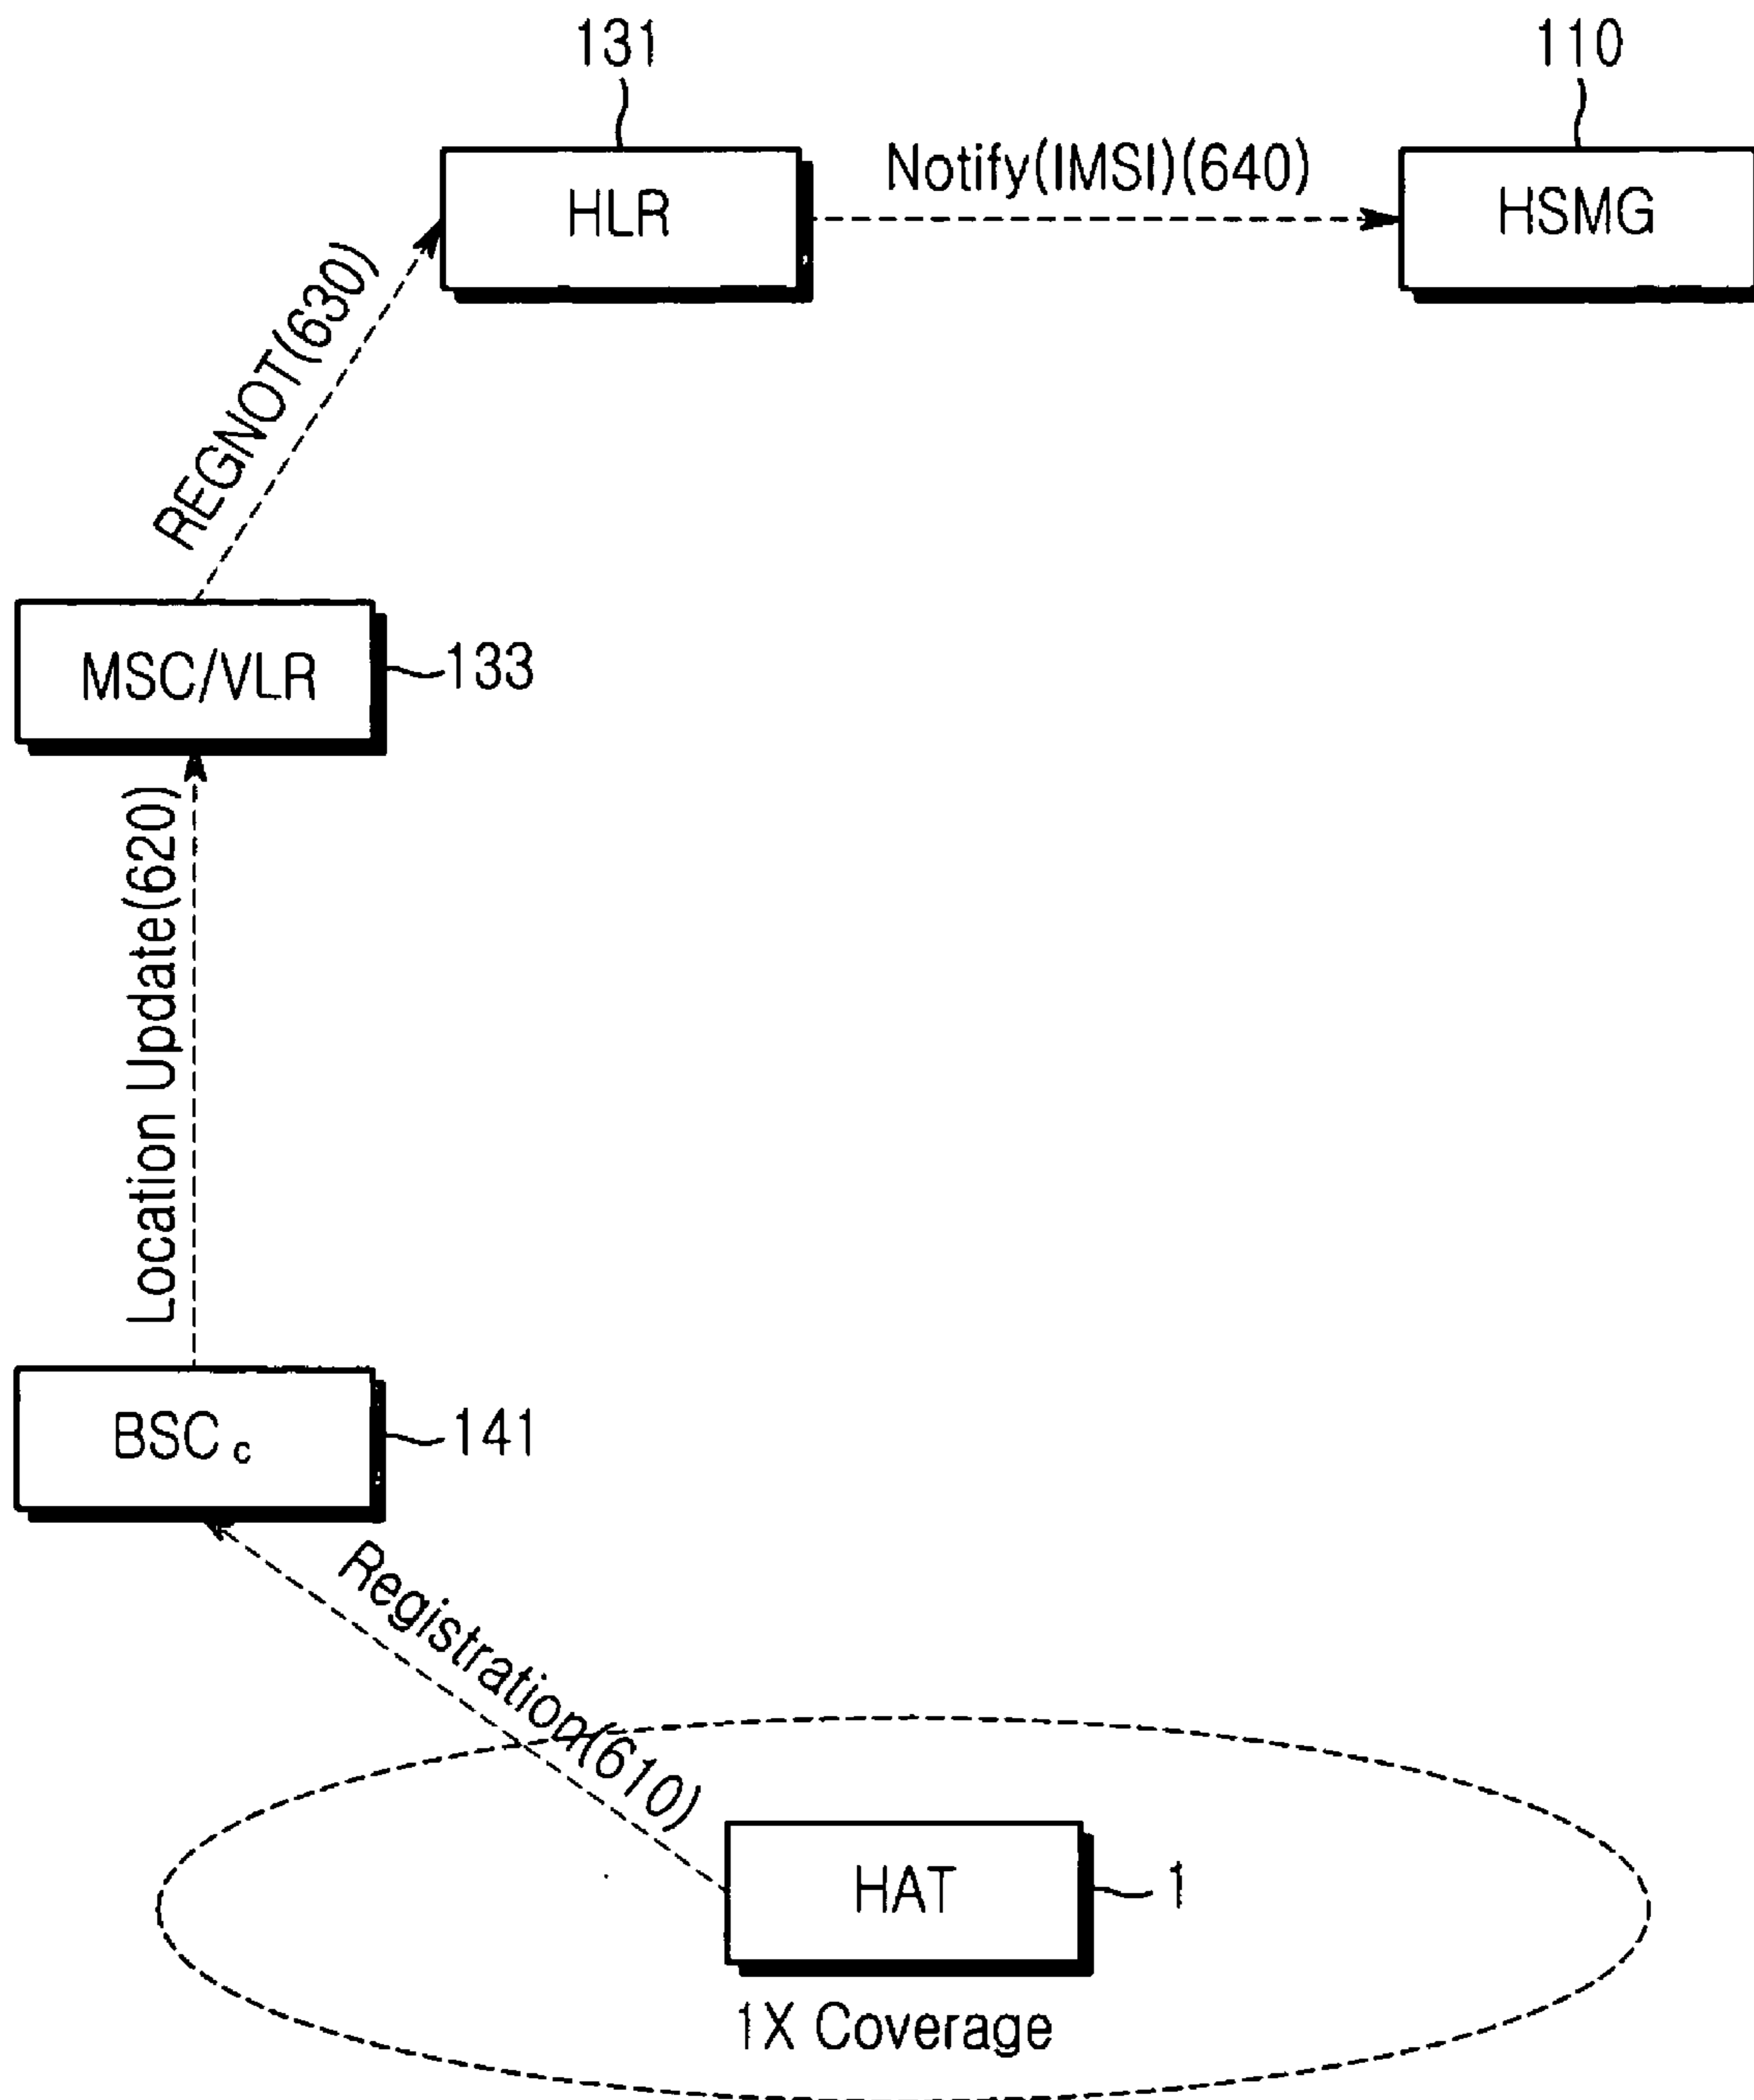 131
110
HLR
Notify(IMSI)(640)
HSMG
REGNOT(630)
MSC/VLR
133
Location Update(620)
BSCc
141
Registration(610)
HAT
1
1X Coverage